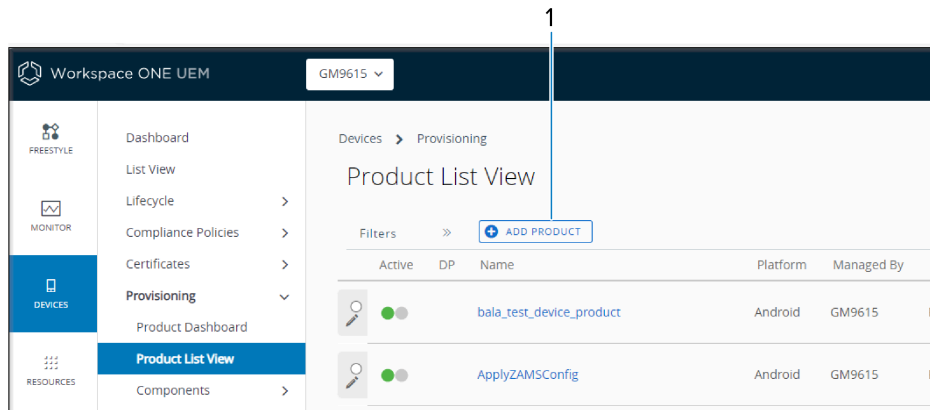 1
Workspace ONE UEM
GM9615
FREESTYLE
MONITOR
DEVICES
RESOURCES
Dashboard
List View
Lifecycle
Compliance Policies
Certificates
Provisioning
Product Dashboard
Product List View
Components
Devices > Provisioning
Product List View
Filters » ADD PRODUCT
Active DP Name Platform Managed By
bala_test_device_product Android GM9615
ApplyZAMSConfig Android GM9615